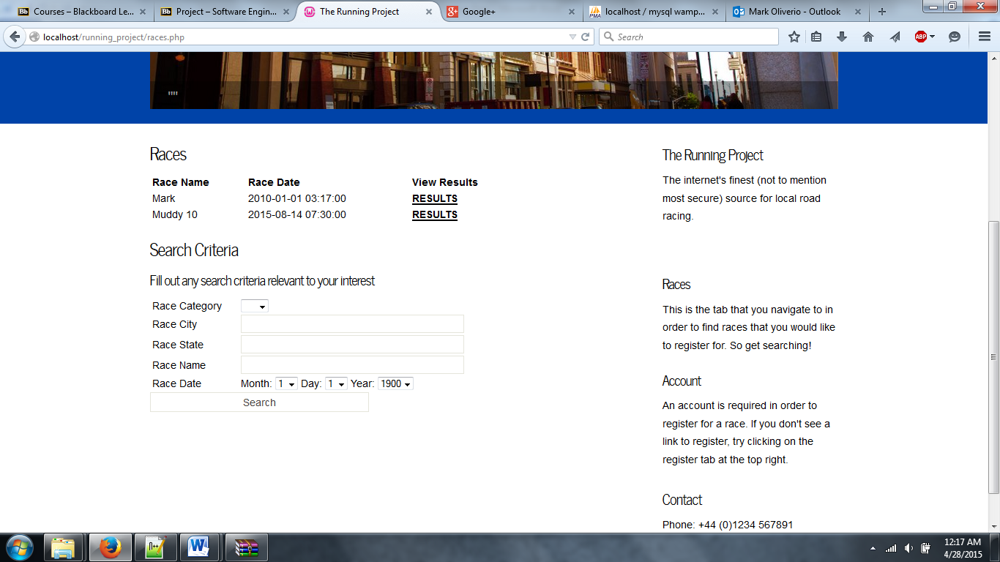 Courses – Blackboard Le...
Project – Software Engin...
The Running Project
Google+
localhost / mysql wamp...
Mark Oliverio - Outlook
localhost/running_project/races.php
Search
ABP
""
Races
Race Name Race Date View Results
Mark 2010-01-01 03:17:00 RESULTS
Muddy 10 2015-08-14 07:30:00 RESULTS
Search Criteria
Fill out any search criteria relevant to your interest
Race Category
Race City
Race State
Race Name
Race Date Month: 1 Day: 1 Year: 1900
Search
The Running Project
The internet's finest (not to mention
most secure) source for local road
racing.
Races
This is the tab that you navigate to in
order to find races that you would like
to register for. So get searching!
Account
An account is required in order to
register for a race. If you don't see a
link to register, try clicking on the
register tab at the top right.
Contact
Phone: +44 (0)1234 567891
12:17 AM
4/28/2015